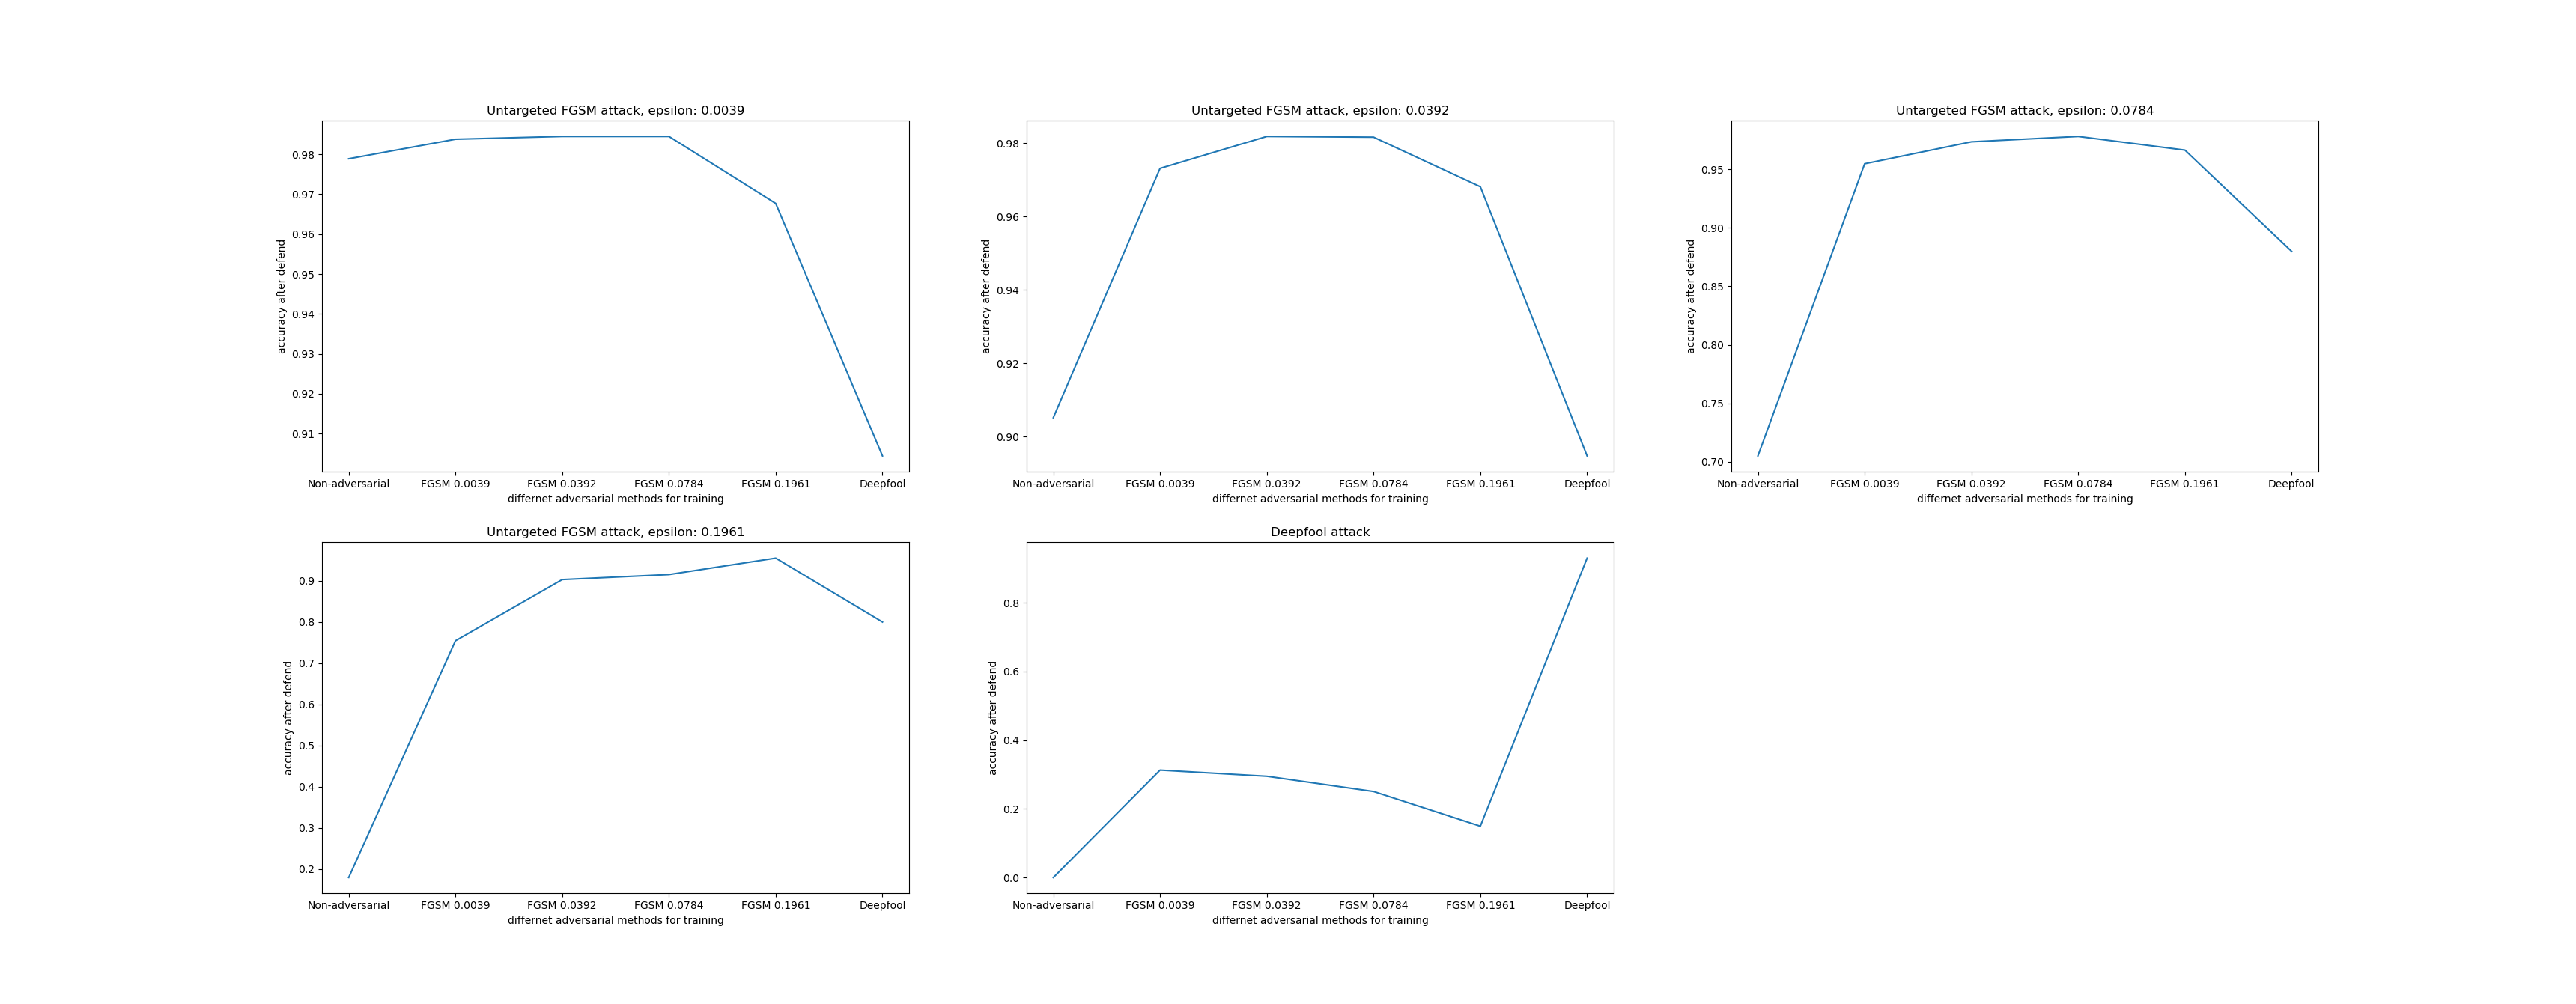 Untargeted FGSM attack, epsilon: 0.0039
0.98
0.97
0.96
0.95
0.94
0.93
0.92
0.91
accuracy after defend
Non-adversarial FGSM 0.0039 FGSM 0.0392 FGSM 0.0784 FGSM 0.1961 Deepfool
differnet adversarial methods for training
Untargeted FGSM attack, epsilon: 0.0392
0.98
0.96
0.94
0.92
0.90
accuracy after defend
Non-adversarial FGSM 0.0039 FGSM 0.0392 FGSM 0.0784 FGSM 0.1961 Deepfool
differnet adversarial methods for training
Untargeted FGSM attack, epsilon: 0.0784
0.95
0.90
0.85
0.80
0.75
0.70
accuracy after defend
Non-adversarial FGSM 0.0039 FGSM 0.0392 FGSM 0.0784 FGSM 0.1961 Deepfool
differnet adversarial methods for training
Untargeted FGSM attack, epsilon: 0.1961
0.9
0.8
0.7
0.6
0.5
0.4
0.3
0.2
accuracy after defend
Non-adversarial FGSM 0.0039 FGSM 0.0392 FGSM 0.0784 FGSM 0.1961 Deepfool
differnet adversarial methods for training
Deepfool attack
0.8
0.6
0.4
0.2
0.0
accuracy after defend
Non-adversarial FGSM 0.0039 FGSM 0.0392 FGSM 0.0784 FGSM 0.1961 Deepfool
differnet adversarial methods for training